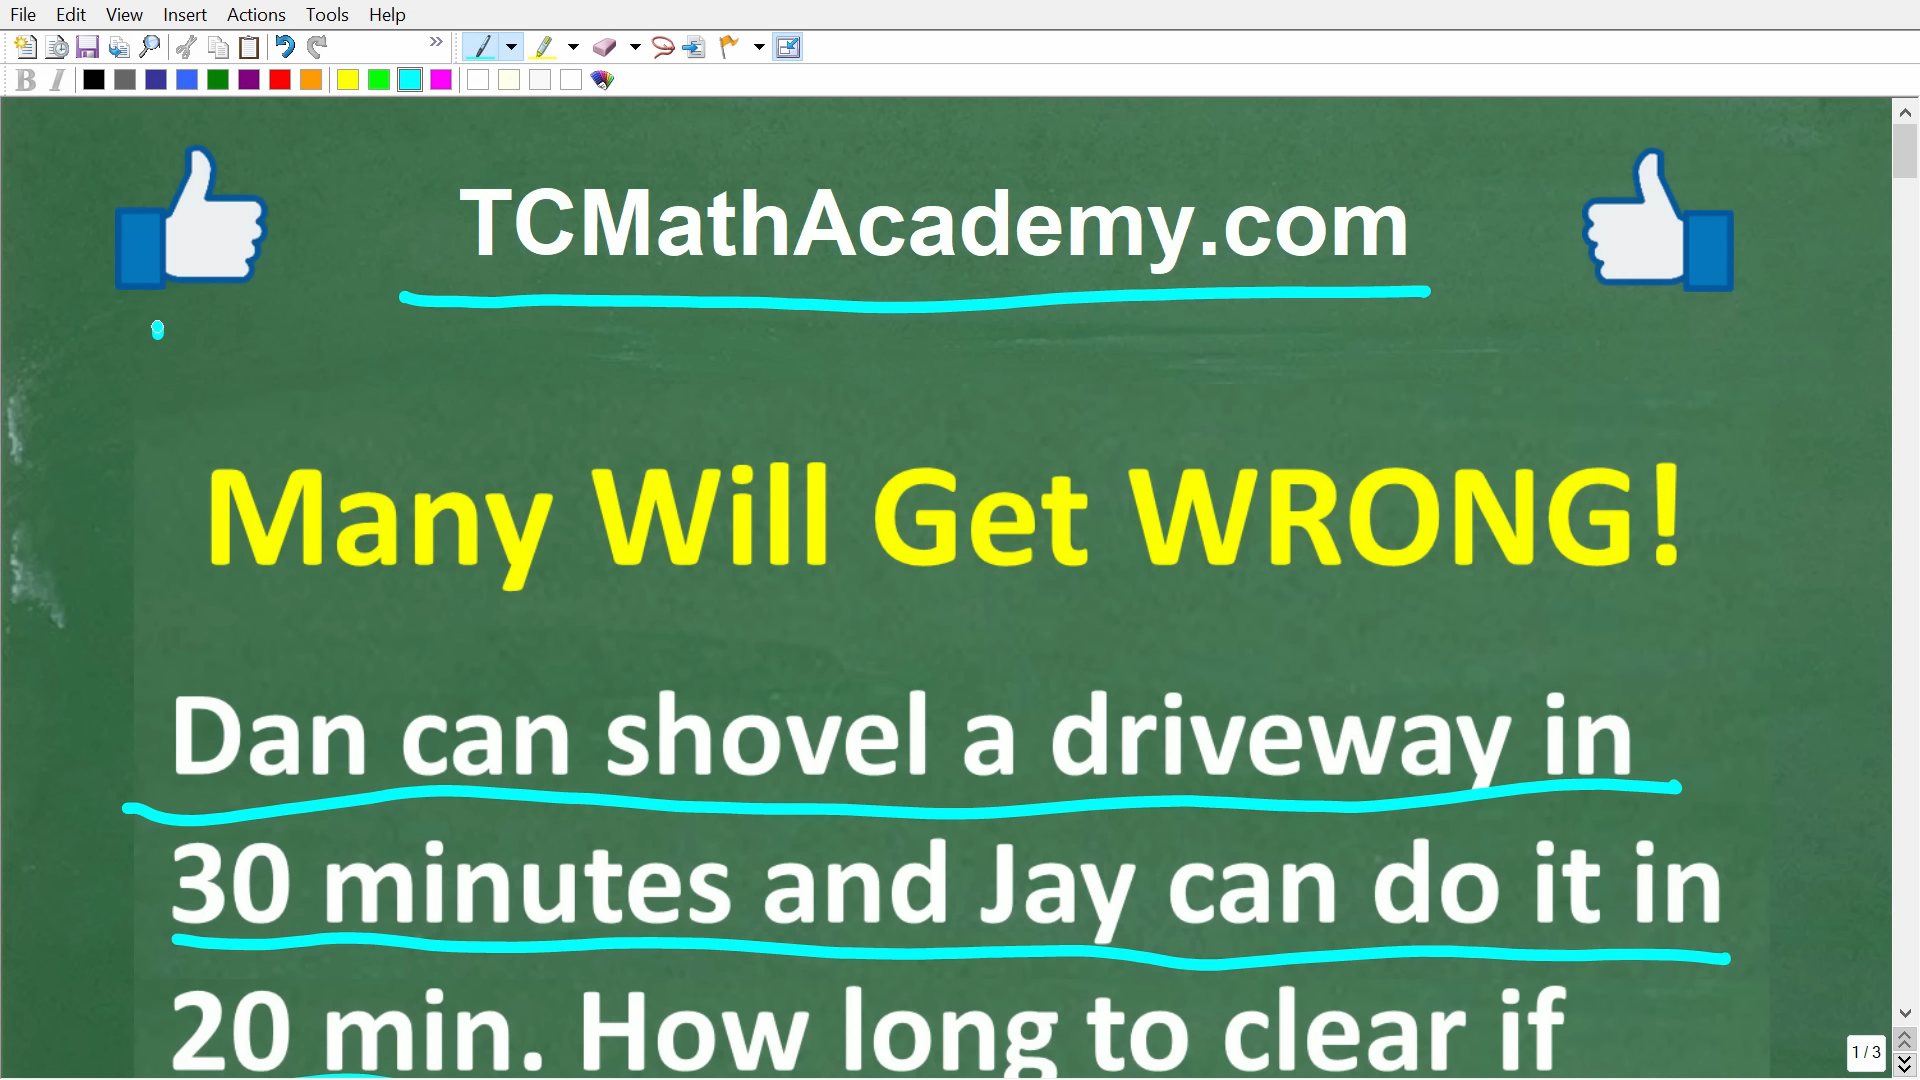 File Edit View Insert Actions Tools Help
B I
TCMathAcademy.com
Many Will Get WRONG!
Dan can shovel a driveway in
30 minutes and Jay can do it in
20 min. How long to clear if
1 / 3